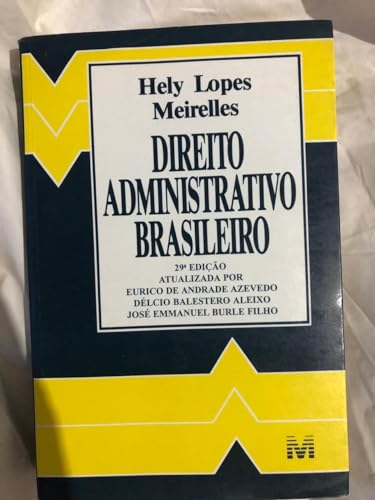 Hely Lopes
Meirelles
DIREITO
ADMINISTRATIVO
BRASILEIRO
29ª EDIÇÃO
ATUALIZADA POR
EURICO DE ANDRADE AZEVEDO
DÉLCIO BALESTERO ALEIXO
JOSÉ EMMANUEL BURLE FILHO
M